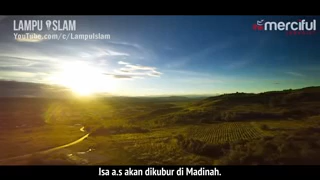 LAMPU ISLAM
YouTube.com/c/LampuIslam
merciful
Isa a.s akan dikubur di Madinah.